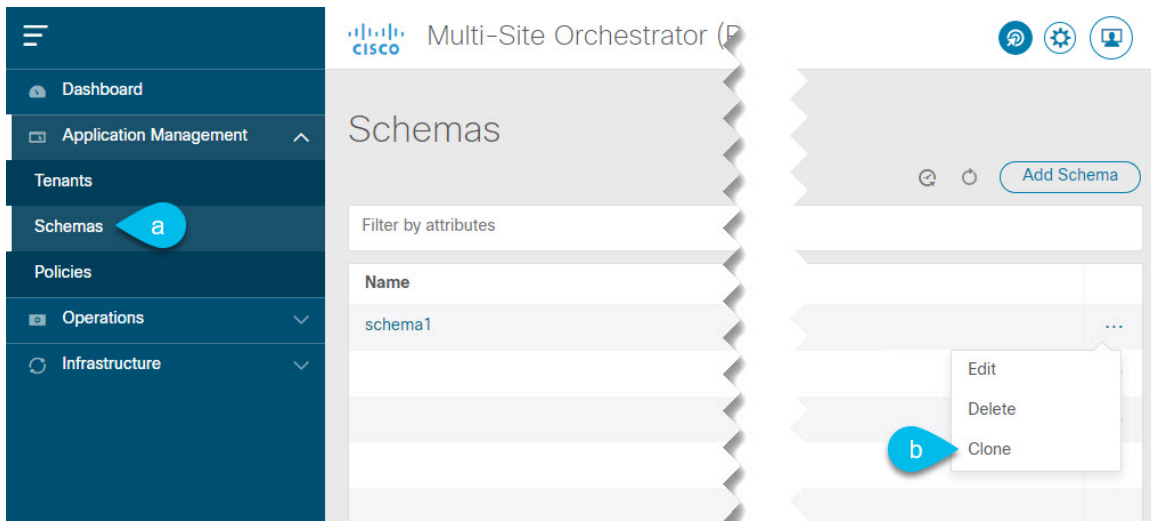 CISCO Multi-Site Orchestrator (
Dashboard
Application Management
Schemas
Tenants
Add Schema
Schemas a
Filter by attributes
Policies
Name
Operations
schema1
...
Infrastructure
Edit
Delete
b Clone